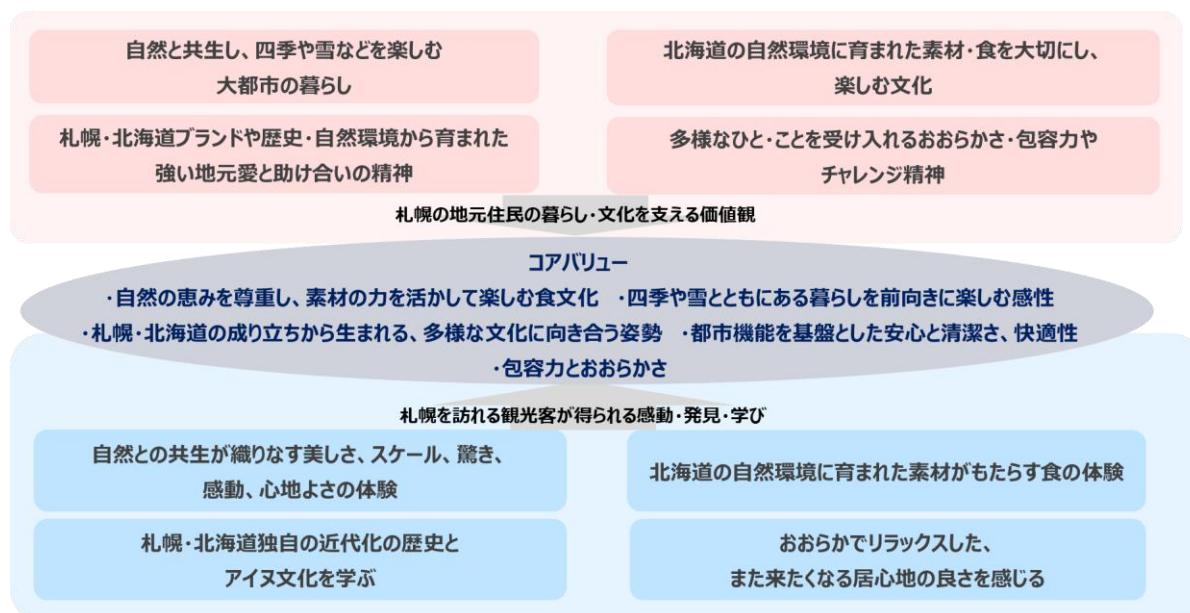 自然と共生し、四季や雪などを楽しむ
大都市の暮らし
北海道の自然環境に育まれた素材・食を大切にし、
楽しむ文化
札幌・北海道ブランドや歴史・自然環境から育まれた
強い地元愛と助け合いの精神
多様なひと・ことを受け入れるおおらかさ・包容力や
チャレンジ精神
札幌の地元住民の暮らし・文化を支える価値観
コアバリュー
・自然の恵みを尊重し、素材の力を活かして楽しむ食文化 ・四季や雪とともにある暮らしを前向きに楽しむ感性
・札幌・北海道の成り立ちから生まれる、多様な文化に向き合う姿勢 ・都市機能を基盤とした安心と清潔さ、快適性
・包容力とおおらかさ
札幌を訪れる観光客が得られる感動・発見・学び
自然との共生が織りなす美しさ、スケール、驚き、
感動、心地よさの体験
北海道の自然環境に育まれた素材がもたらす食の体験
札幌・北海道独自の近代化の歴史と
アイヌ文化を学ぶ
おおらかでリラックスした、
また来たくなる居心地の良さを感じる